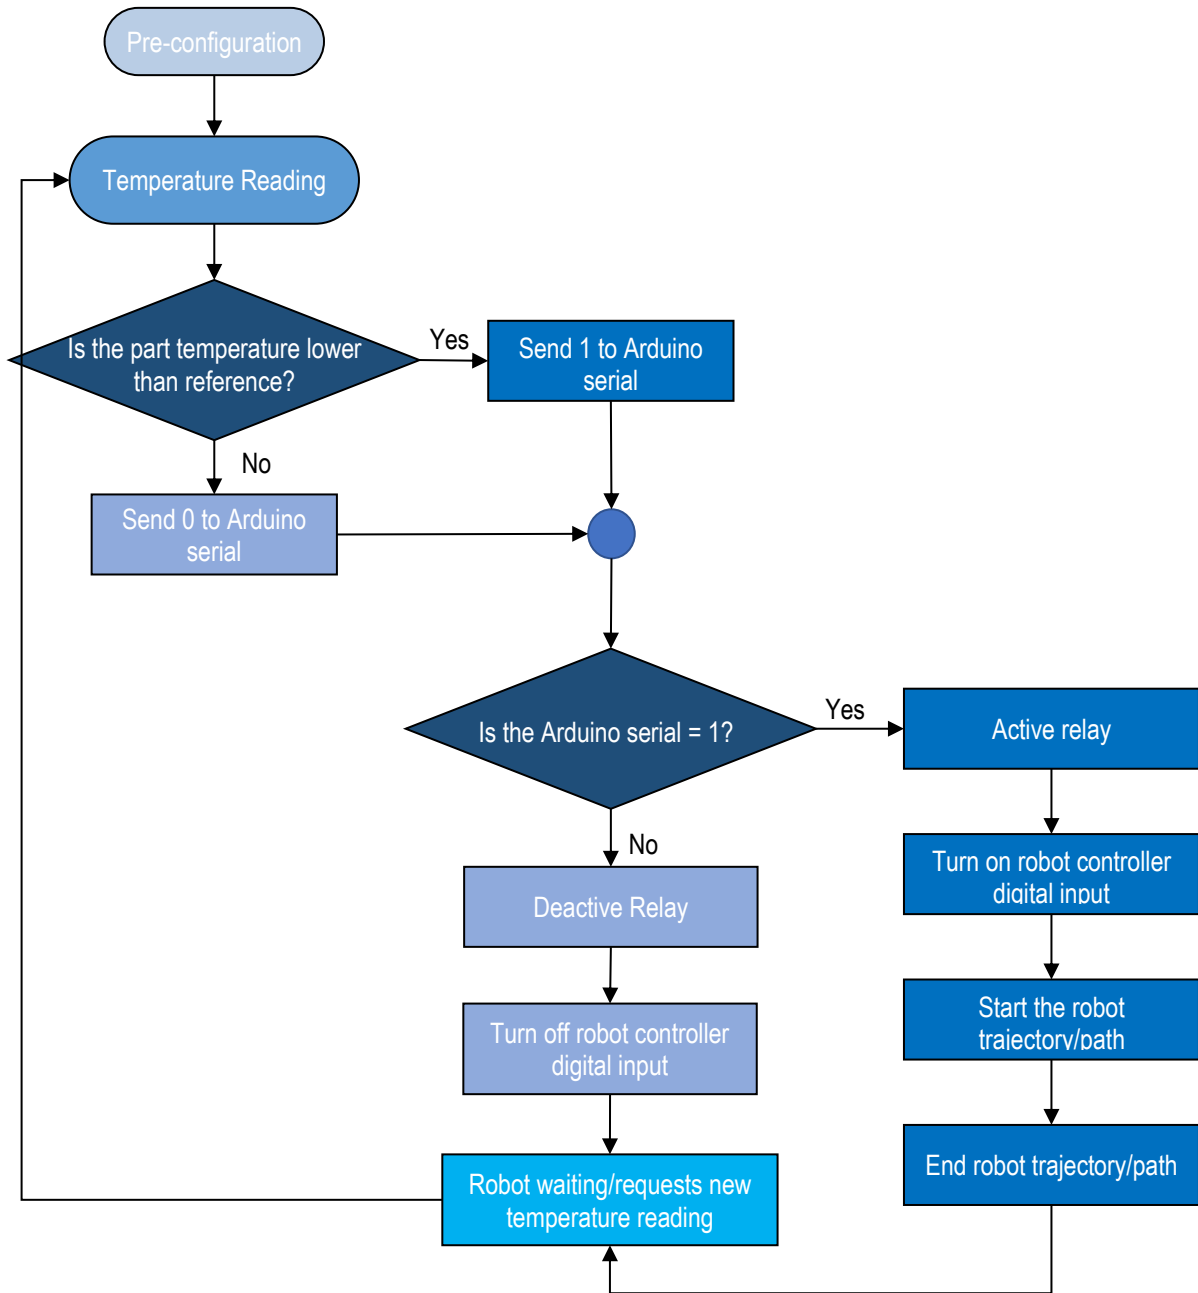 Pre-configuration
Temperature Reading
Is the part temperature lower
than reference?
Yes
Send 1 to Arduino
serial
No
Send 0 to Arduino
serial
Is the Arduino serial = 1?
Yes
Active relay
No
Turn on robot controller
digital input
Deactive Relay
Start the robot
trajectory/path
Turn off robot controller
digital input
End robot trajectory/path
Robot waiting/requests new
temperature reading